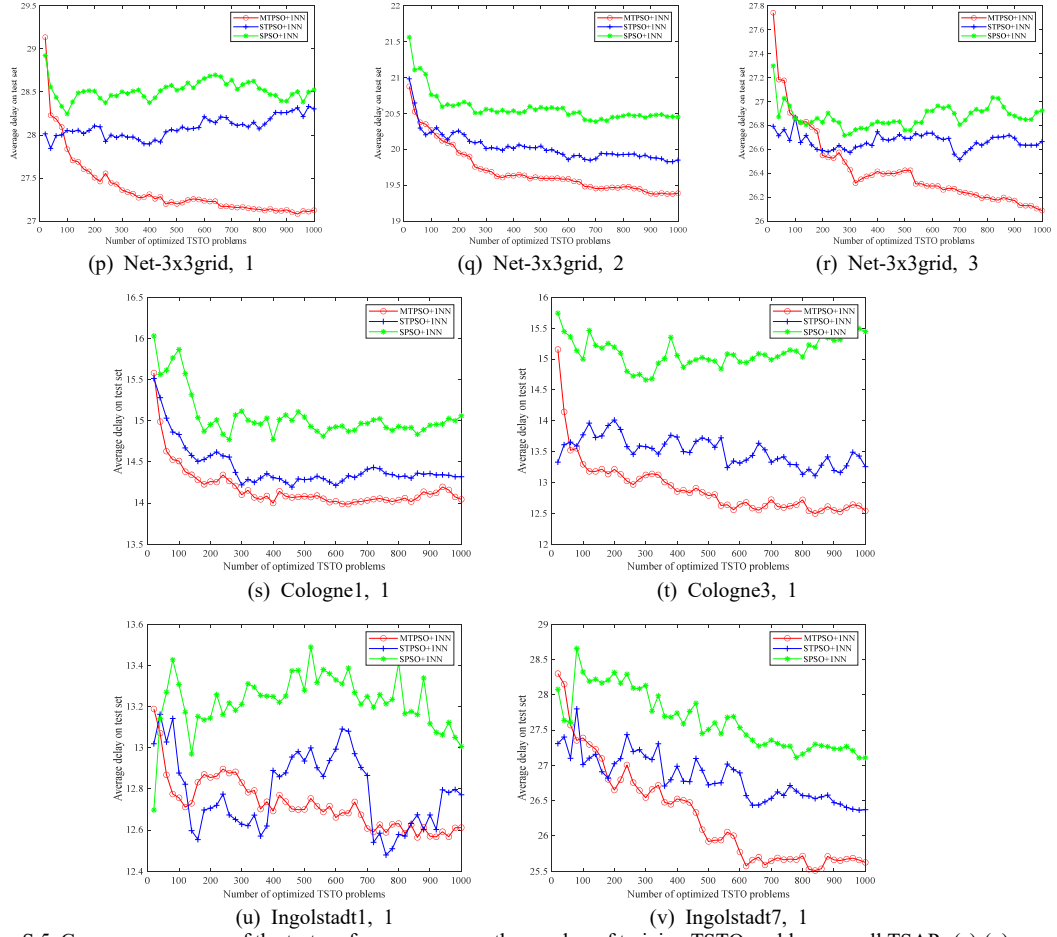 29.5
29
28.5
28
27.5
27
0 100 200 300 400 500 600 700 800 900 1000
Average delay on test set
Number of optimized TSTO problems
MTPSO+1NN
STPSO+1NN
SPSO+1NN
(p) Net-3x3grid, 1
22
21
20
19
0 100 200 300 400 500 600 700 800 900 1000
Average delay on test set
Number of optimized TSTO problems
MTPSO+1NN
STPSO+1NN
SPSO+1NN
(q) Net-3x3grid, 2
27.8
27.6
27.4
27.2
27
26.8
26.6
26.4
26.2
26
0 100 200 300 400 500 600 700 800 900 1000
Average delay on test set
Number of optimized TSTO problems
MTPSO+1NN
STPSO+1NN
SPSO+1NN
(r) Net-3x3grid, 3
16.5
16
15.5
15
14.5
14
13.5
0 100 200 300 400 500 600 700 800 900 1000
Average delay on test set
Number of optimized TSTO problems
MTPSO+1NN
STPSO+1NN
SPSO+1NN
(s) Cologne1, 1
16
15.5
15
14.5
14
13.5
13
12.5
12
0 100 200 300 400 500 600 700 800 900 1000
Average delay on test set
Number of optimized TSTO problems
MTPSO+1NN
STPSO+1NN
SPSO+1NN
(t) Cologne3, 1
13.6
13.4
13.2
13
12.8
12.6
12.4
0 100 200 300 400 500 600 700 800 900 1000
Average delay on test set
Number of optimized TSTO problems
MTPSO+1NN
STPSO+1NN
SPSO+1NN
(u) Ingolstadt1, 1
29
28.5
28
27.5
27
26.5
26
25.5
0 100 200 300 400 500 600 700 800 900 1000
Average delay on test set
Number of optimized TSTO problems
MTPSO+1NN
STPSO+1NN
SPSO+1NN
(v) Ingolstadt7, 1